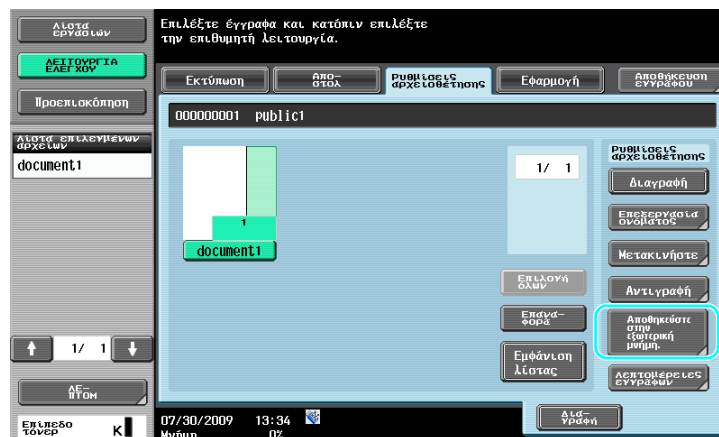 Λίστα
εργασιών
ΛΕΙΤΟΥΡΓΙΑ
ΕΛΕΓΧΟΥ
Προεπισκόπηση
Λίστα επιλεγμένων
αρχείων
document1
1/ 1
ΛΕ-
ΠΤΟΜ
Επίπεδο
τόνερ
K
Επιλέξτε έγγραφα και κατόπιν επιλέξτε
την επιθυμητή λειτουργία.
Εκτύπωση
Απο-
στολ
Ρυθμίσεις
αρχειοθέτησης
Εφαρμογή
Αποθήκευση
εγγράφου
000000001 public1
1
document1
1/ 1
Επιλογή
όλων
Επανα-
φορά
Εμφάνιση
λίστας
Ρυθμίσεις
αρχειοθέτησης
Διαγραφή
Επεξεργασία
ονόματος
Μετακινήστε
Αντιγραφή
Αποθηκεύστε
στην
εξωτερική
μνήμη.
Λεπτομέρειες
εγγράφων
07/30/2009 13:34
Μνήμη 0%
Δια-
γραφή